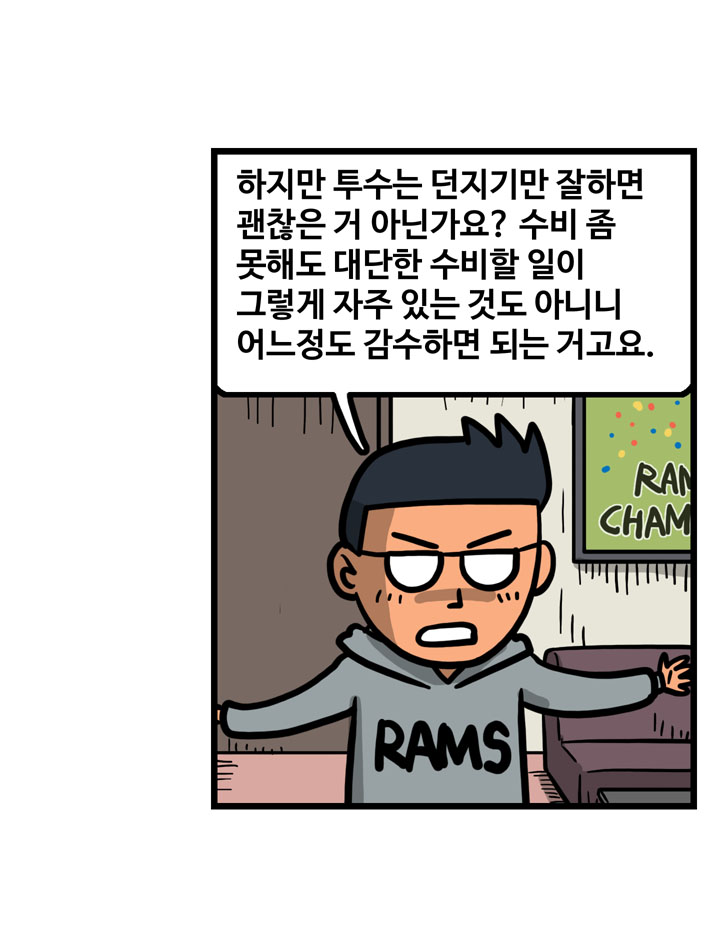 하지만 투수는 던지기만 잘하면
괜찮은 거 아닌가요? 수비 좀
못해도 대단한 수비할 일이
그렇게 자주 있는 것도 아니니
어느정도 감수하면 되는 거고요.
RAM
CHAM
RAMS